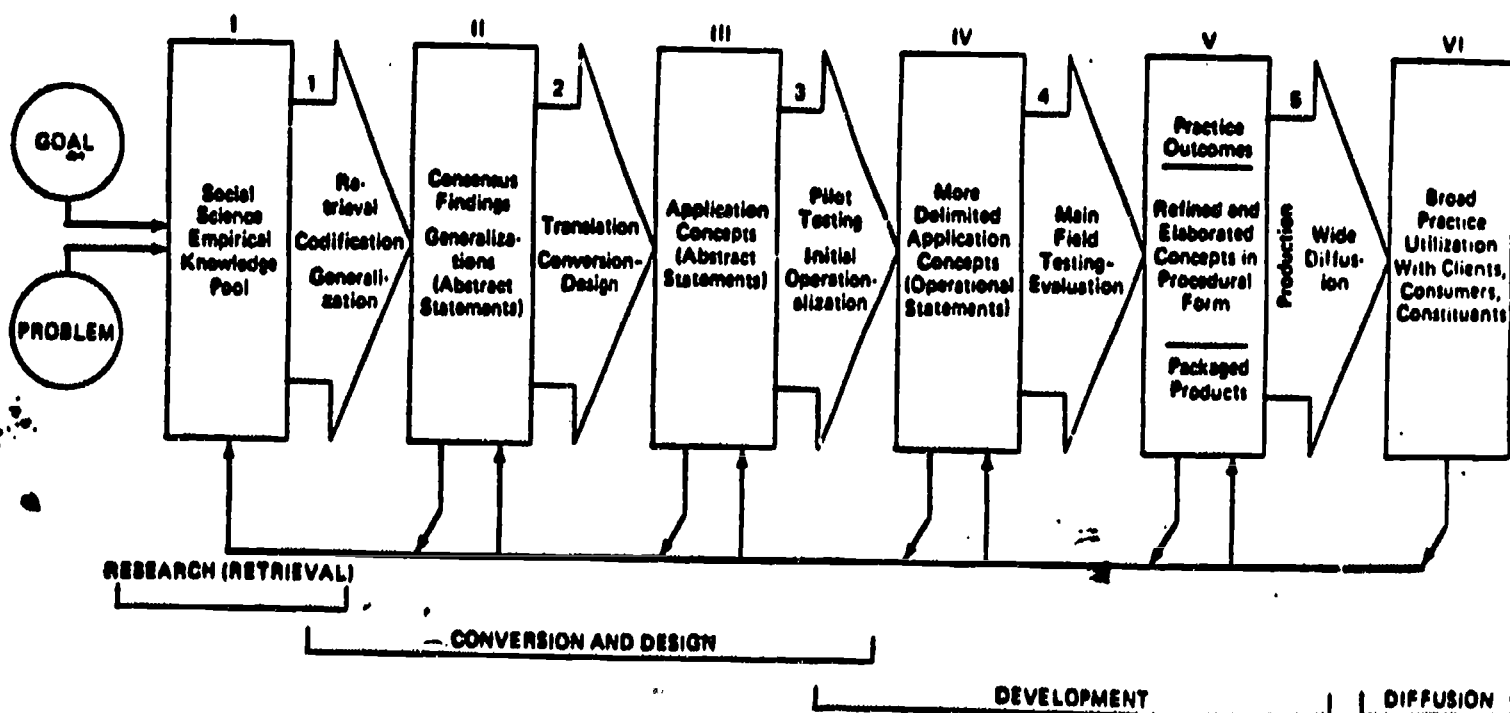 GOAL
PROBLEM
I
Social
Science
Empirical
Knowledge
Pool
1
Re-
trieval
Codification
Generali-
zation
II
Consensus
Findings
Generaliza-
tions
(Abstract
Statements)
2
Translation
Conversion-
Design
III
Application
Concepts
(Abstract
Statements)
3
Pilot
Testing
Initial
Operation-
alization
IV
More
Delimited
Application
Concepts
(Operational
Statements)
4
Main
Field
Testing-
Evaluation
V
Practice
Outcomes
Refined and
Elaborated
Concepts in
Procedural
Form
Packaged
Products
5
Production
Wide
Diffus-
ion
VI
Broad
Practice
Utilization
With Clients,
Consumers,
Constituents
RESEARCH (RETRIEVAL)
CONVERSION AND DESIGN
DEVELOPMENT
DIFFUSION